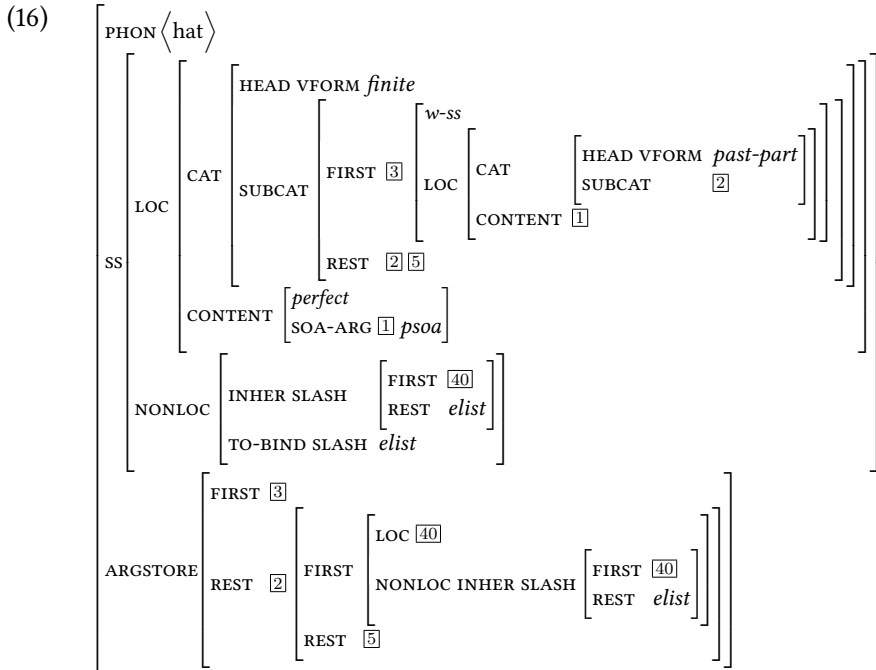 (16)
PHON ⟨hat⟩
HEAD VFORM finite
w-ss
HEAD VFORM past-part
FIRST 3 CAT
SUBCAT 2
CAT SUBCAT LOC
LOC CONTENT 1
REST 2 5
SS
perfect
CONTENT
SOA-ARG 1 psoa
FIRST 40
INHER SLASH
REST elist
NONLOC
TO-BIND SLASH elist
FIRST 3
LOC 40
FIRST 40
ARGSTORE REST 2 FIRST NONLOC INHER SLASH
REST elist
REST 5